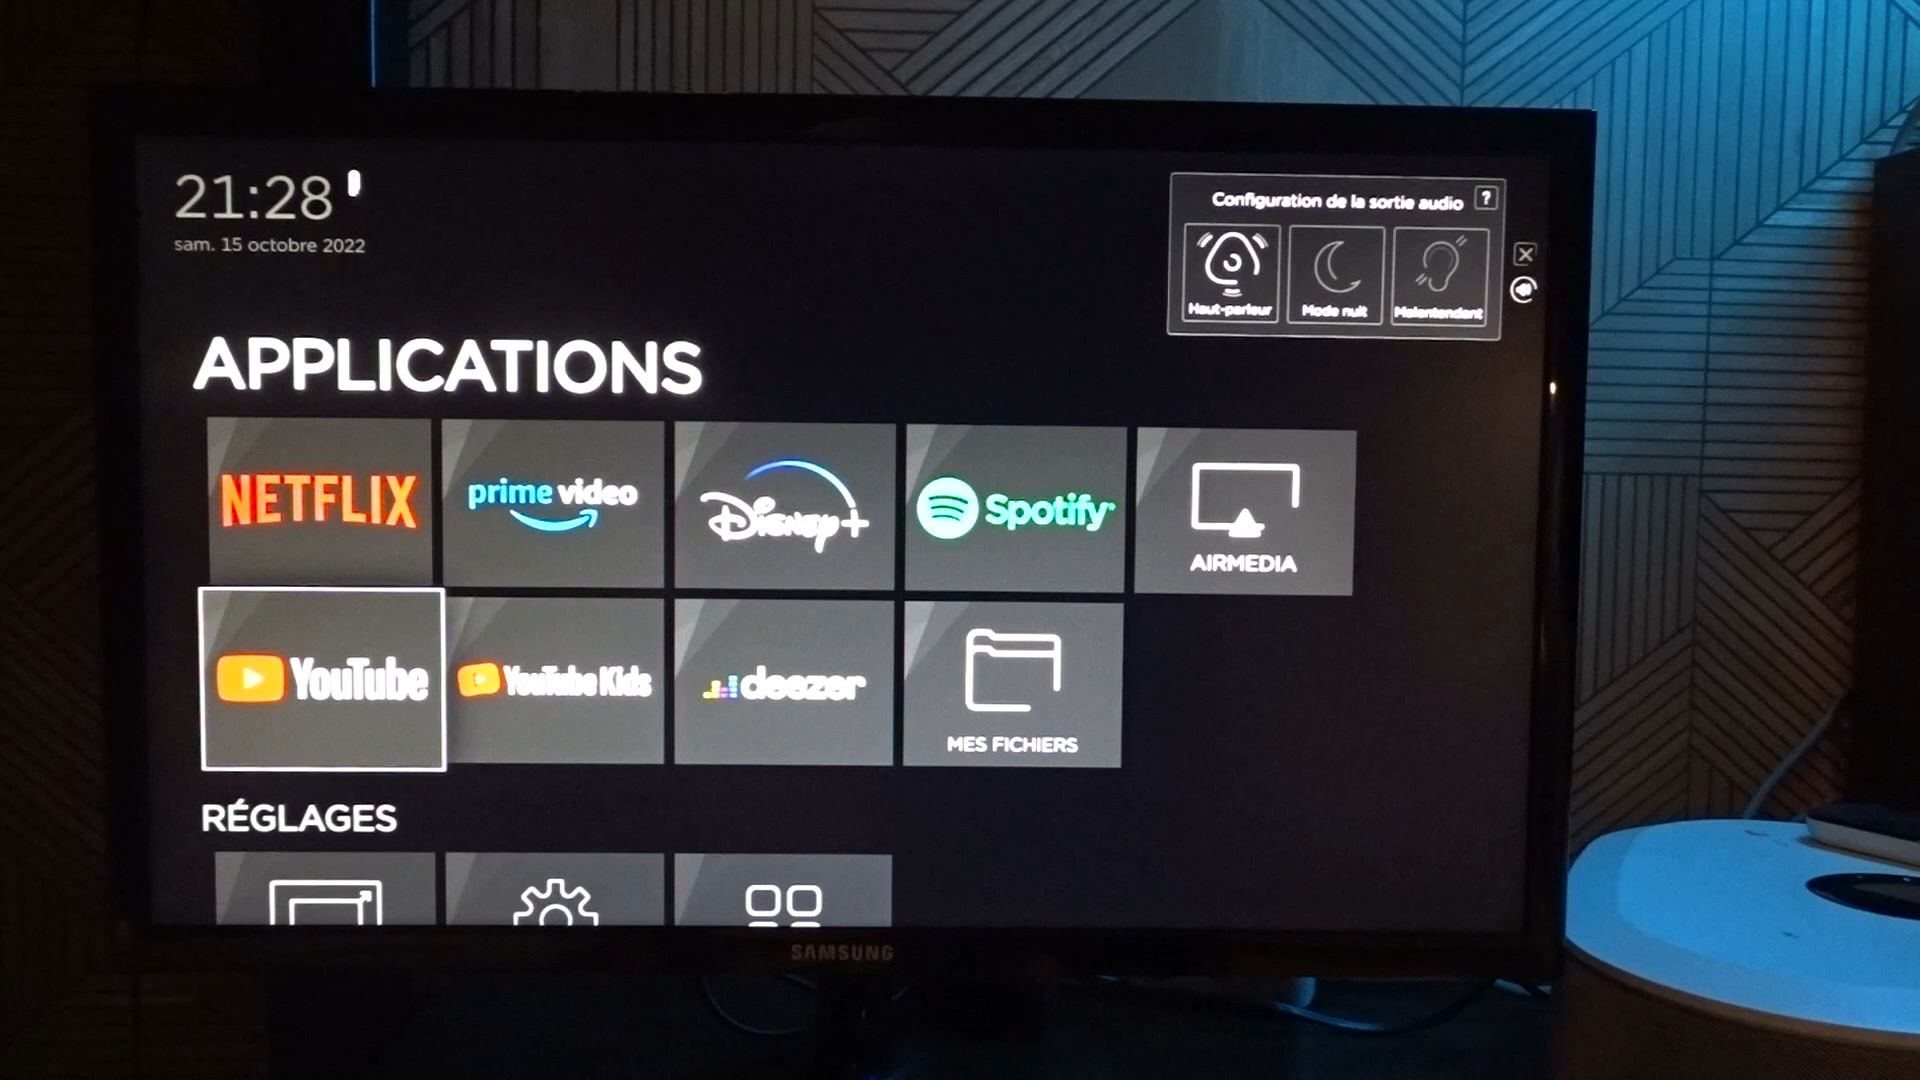 21:28
sam. 15 octobre 2022
Configuration de la sortie audio
?
Haut-parleur
Mode nuit
Malentendant
APPLICATIONS
NETFLIX
prime video
Disney+
Spotify
AIRMEDIA
YouTube
YouTube Kids
deezer
MES FICHIERS
RÉGLAGES
SAMSUNG